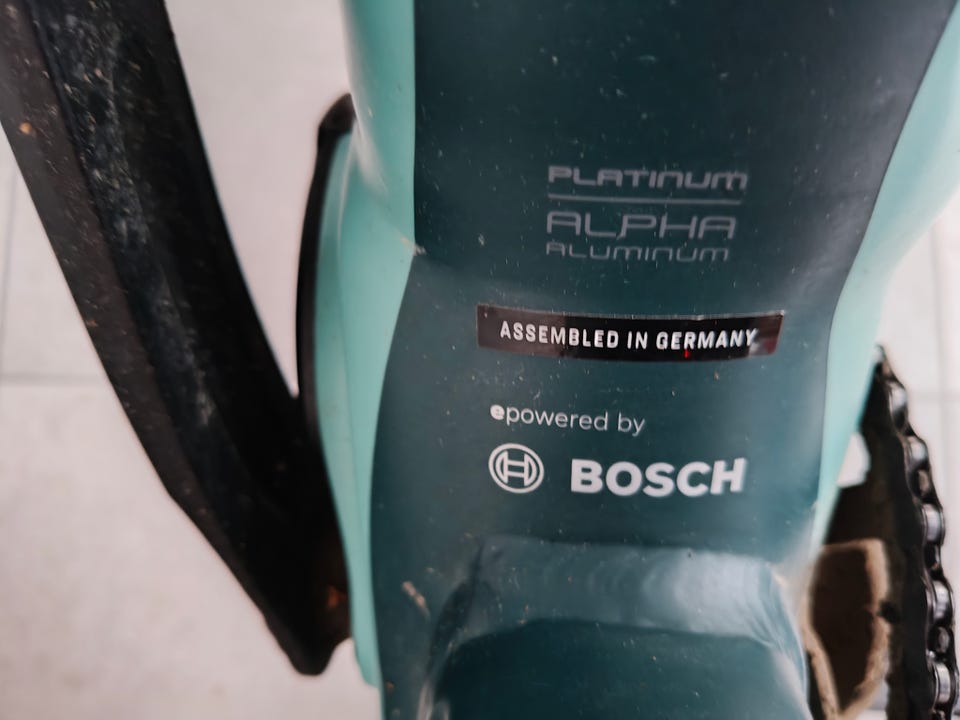 PLATINUM
ALPHA
ALUMINUM
ASSEMBLED IN GERMANY
epowered by
BOSCH